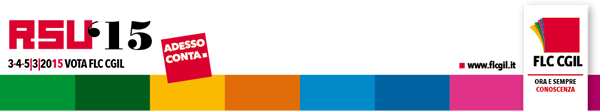 RSU'15
ADESSO
CONTA.
3-4-5|3|2015 VOTA FLC CGIL
www.flcgil.it
FLC CGIL
ORA E SEMPRE
CONOSCENZA